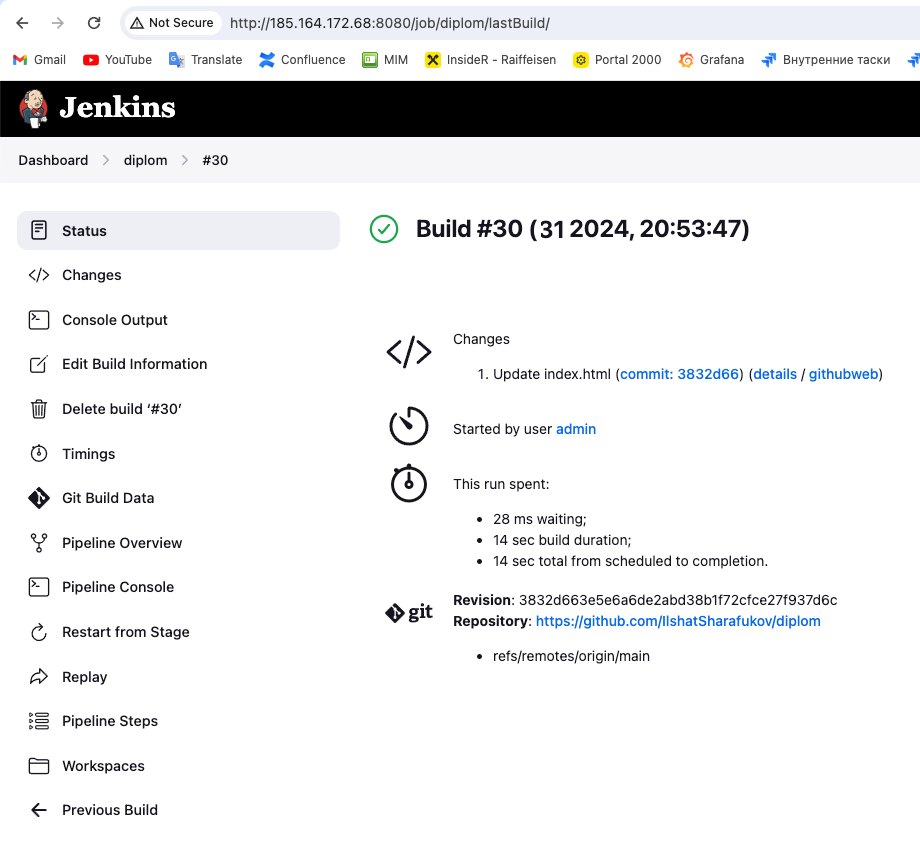 Not Secure http://185.164.172.68:8080/job/diplom/lastBuild/
Gmail YouTube Translate Confluence MIM InsideR - Raiffeisen Portal 2000 Grafana Внутренние таски
Jenkins
Dashboard diplom #30
Status
Changes
Console Output
Edit Build Information
Delete build ‘#30’
Timings
Git Build Data
Pipeline Overview
Pipeline Console
Restart from Stage
Replay
Pipeline Steps
Workspaces
Previous Build
Build #30 (31 2024, 20:53:47)
Changes
1. Update index.html (commit: 3832d66) (details / githubweb)
Started by user admin
This run spent:
• 28 ms waiting;
• 14 sec build duration;
• 14 sec total from scheduled to completion.
git
Revision: 3832d663e5e6a6de2abd38b1f72cfce27f937d6c
Repository: https://github.com/IlshatSharafukov/diplom
• refs/remotes/origin/main